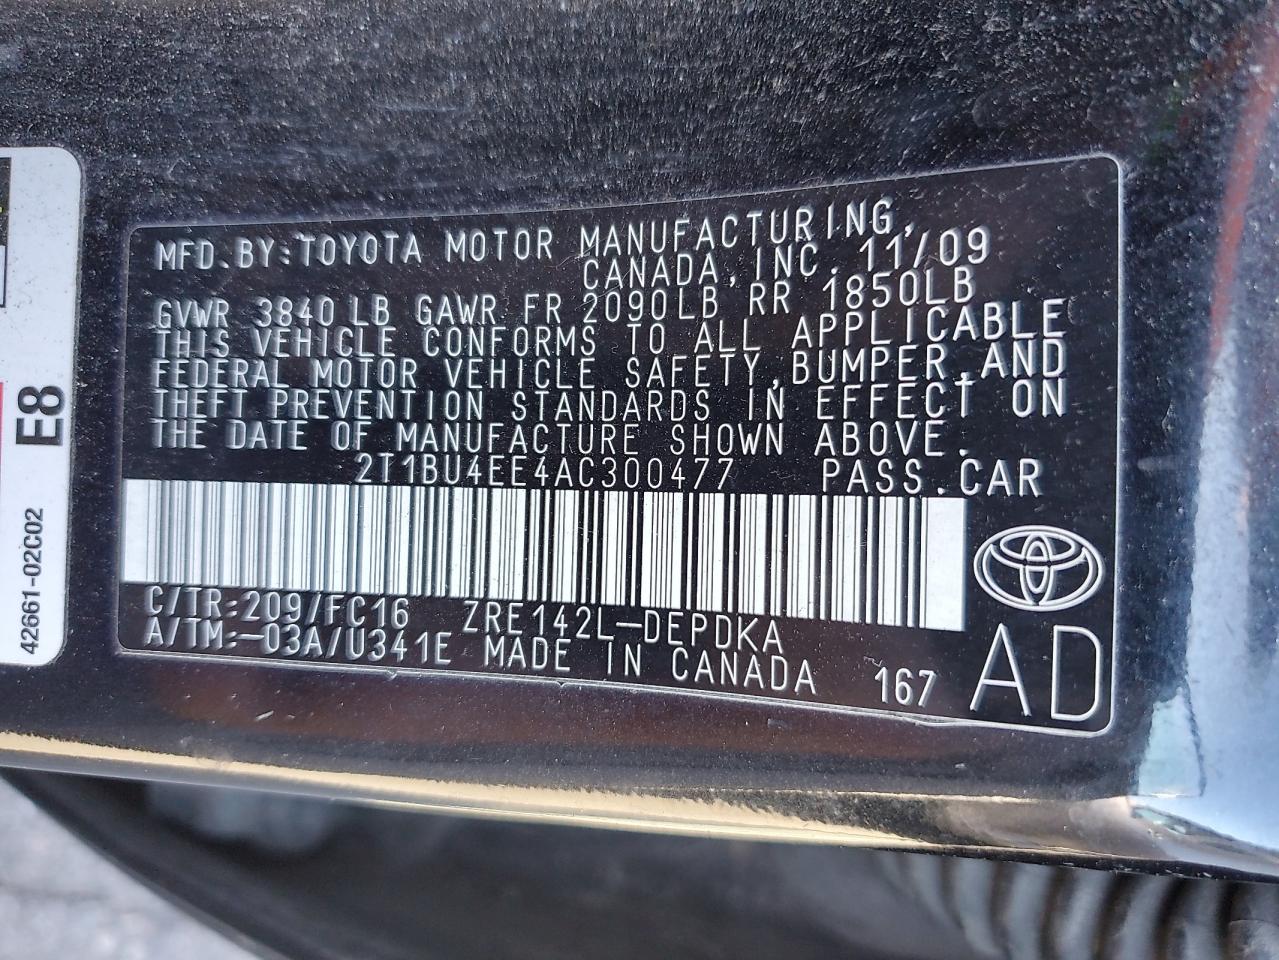 MFD.BY:TOYOTA MOTOR MANUFACTURING,
CANADA,INC. 11/09
GVWR 3840LB GAWR FR 2090LB RR 1850LB
THIS VEHICLE CONFORMS TO ALL APPLICABLE
FEDERAL MOTOR VEHICLE SAFETY,BUMPER,AND
THEFT PREVENTION STANDARDS IN EFFECT ON
THE DATE OF MANUFACTURE SHOWN ABOVE.
2T1BU4EE4AC300477 PASS.CAR
C/TR:209/FC16 ZRE142L-DEPDKA
A/TM:-03A/U341E MADE IN CANADA 167
AD
E8
42661-02C02